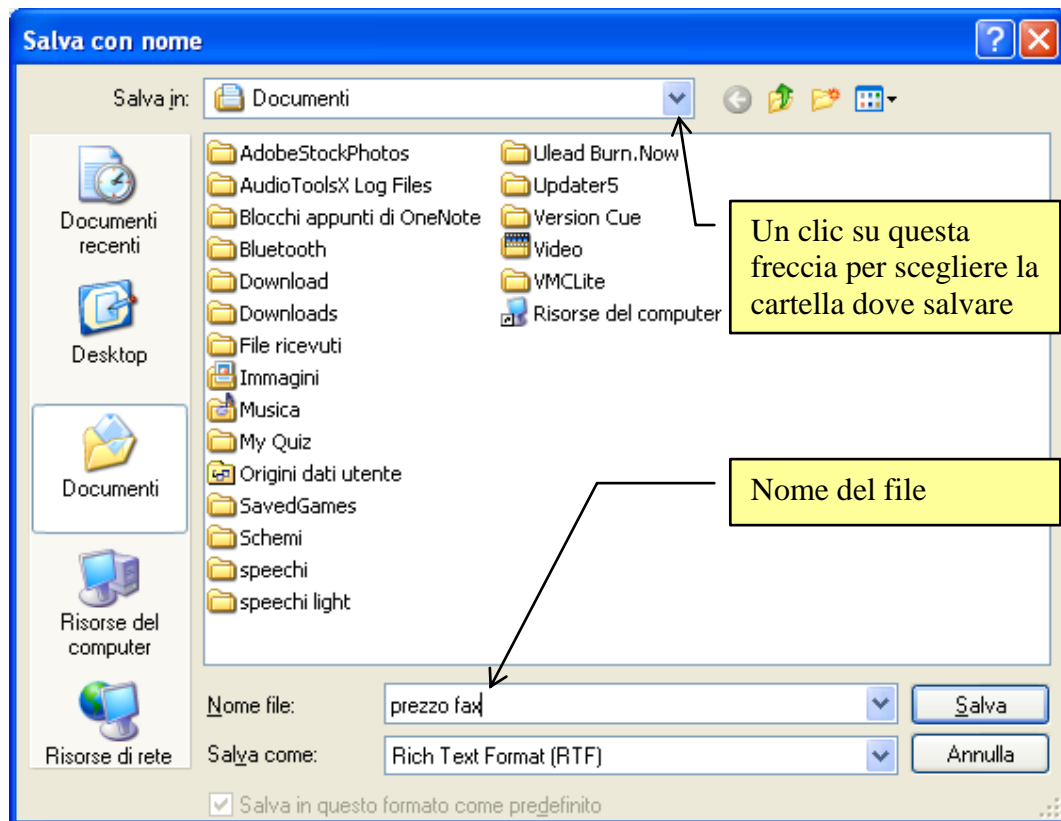 Salva con nome
Salva in:
Documenti
Documenti
recenti
Desktop
Documenti
Risorse del
computer
Risorse di rete
AdobeStockPhotos
AudioToolsX Log Files
Blocchi appunti di OneNote
Bluetooth
Download
Downloads
File ricevuti
Immagini
Musica
My Quiz
Origini dati utente
SavedGames
Schemi
speechi
speechi light
Ulead Burn.Now
Updater5
Version Cue
Video
VMCLite
Risorse del computer
Un clic su questa
freccia per scegliere la
cartella dove salvare
Nome del file
Nome file:
prezzo fax
Salva
Salva come:
Rich Text Format (RTF)
Annulla
Salva in questo formato come predefinito